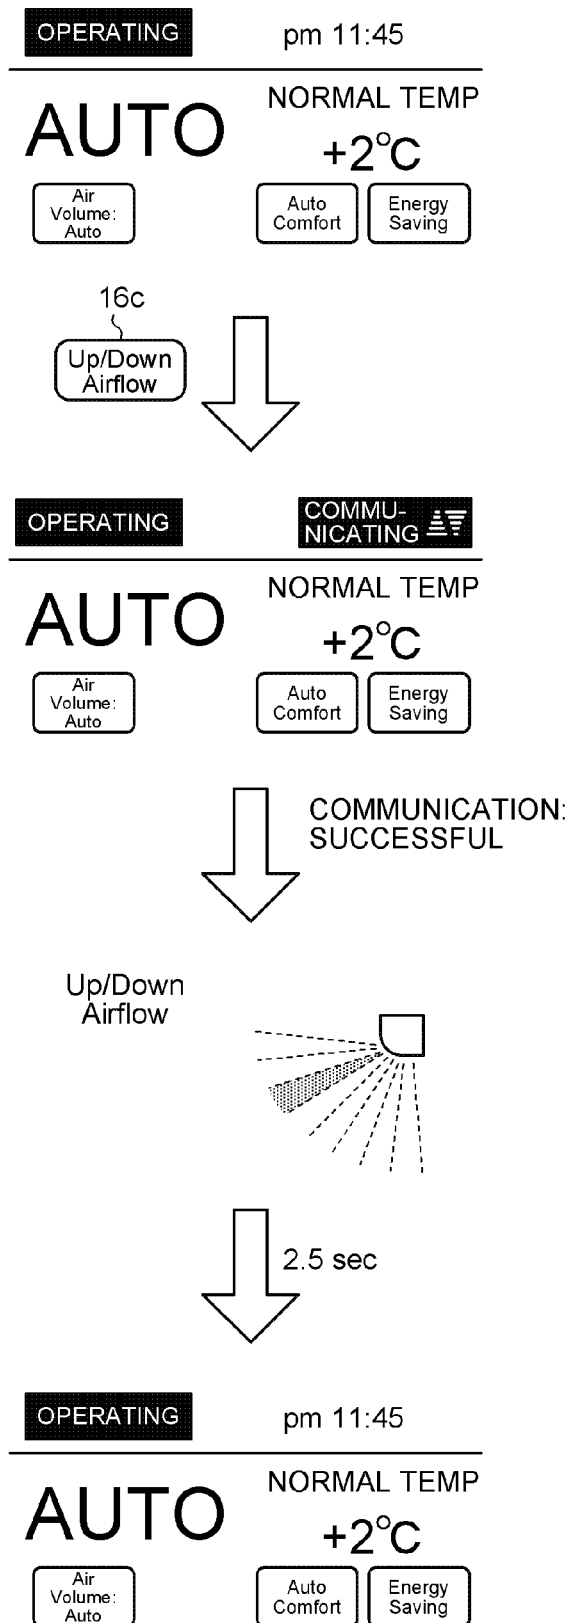 OPERATING
pm 11:45
AUTO
NORMAL TEMP
+2°C
Air
Volume:
Auto
Auto
Comfort
Energy
Saving
16c
Up/Down
Airflow
OPERATING
COMMU-
NICATING
AUTO
NORMAL TEMP
+2°C
Air
Volume:
Auto
Auto
Comfort
Energy
Saving
COMMUNICATION:
SUCCESSFUL
Up/Down
Airflow
2.5 sec
OPERATING
pm 11:45
AUTO
NORMAL TEMP
+2°C
Air
Volume:
Auto
Auto
Comfort
Energy
Saving